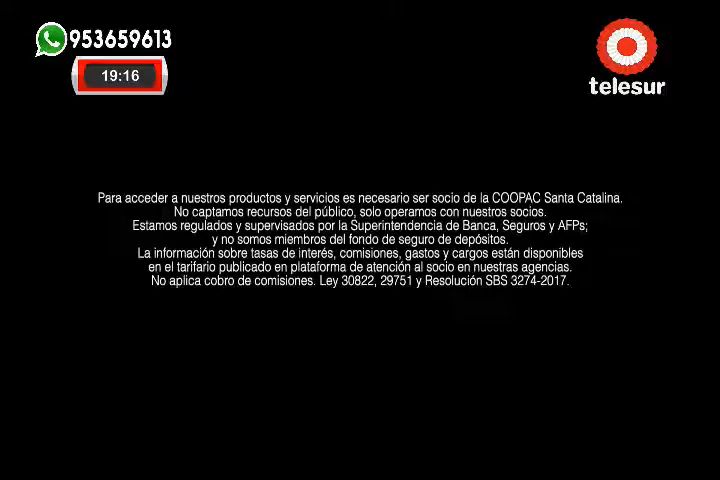 953659613
19:16
telesur
Para acceder a nuestros productos y servicios es necesario ser socio de la COOPAC Santa Catalina.
No captamos recursos del público, solo operamos con nuestros socios.
Estamos regulados y supervisados por la Superintendencia de Banca, Seguros y AFPs;
y no somos miembros del fondo de seguro de depósitos.
La información sobre tasas de interés, comisiones, gastos y cargos están disponibles
en el tarifario publicado en plataforma de atención al socio en nuestras agencias.
No aplica cobro de comisiones. Ley 30822, 29751 y Resolución SBS 3274-2017.